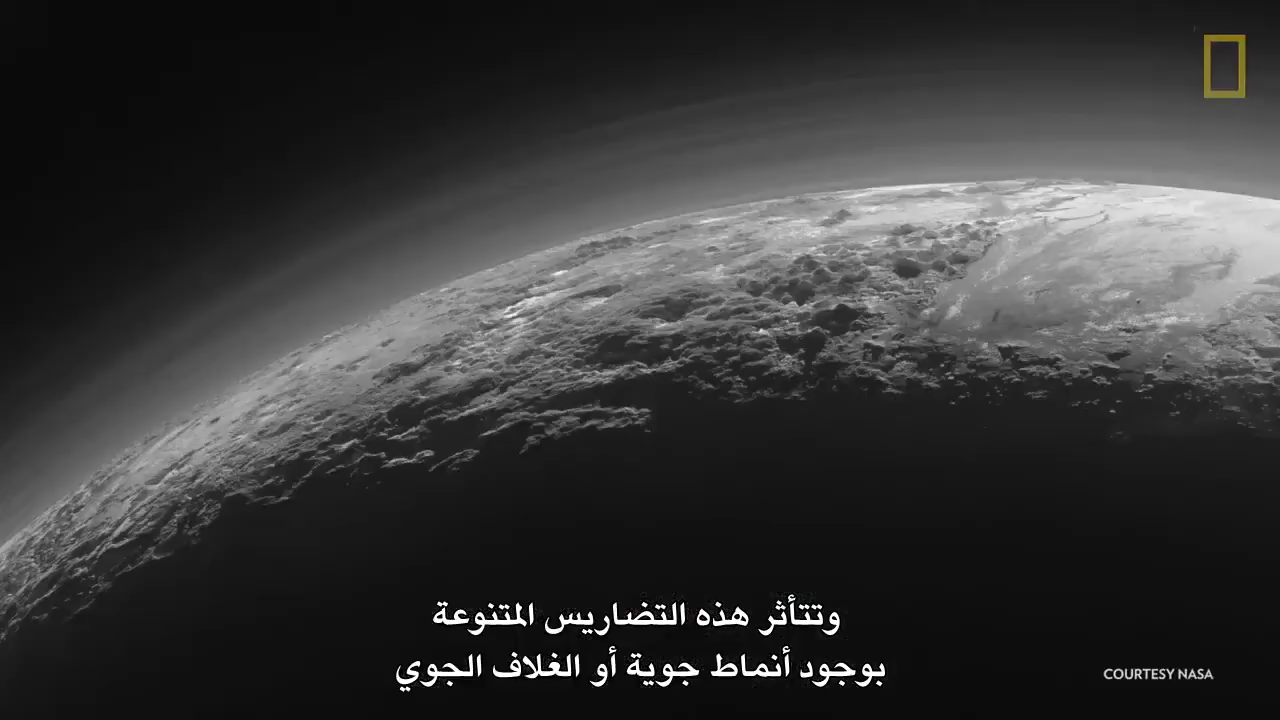 وتتأثر هذه التضاريس المتنوعة
بوجود أنماط جوية أو الغلاف الجوي
COURTESY NASA